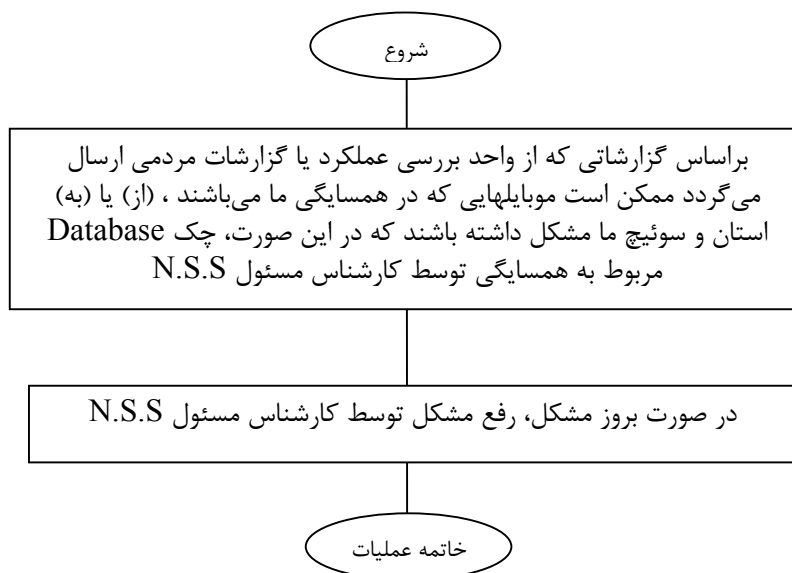 شروع
براساس گزارشاتی که از واحد بررسی عملکرد یا گزارشات مردمی ارسال
می‌گردد ممکن است موبایلهایی که در همسایگی ما می‌باشند ، (از) یا (به)
استان و سوئیچ ما مشکل داشته باشند که در این صورت، چک Database
مربوط به همسایگی توسط کارشناس مسئول N.S.S
در صورت بروز مشکل، رفع مشکل توسط کارشناس مسئول N.S.S
خاتمه عملیات